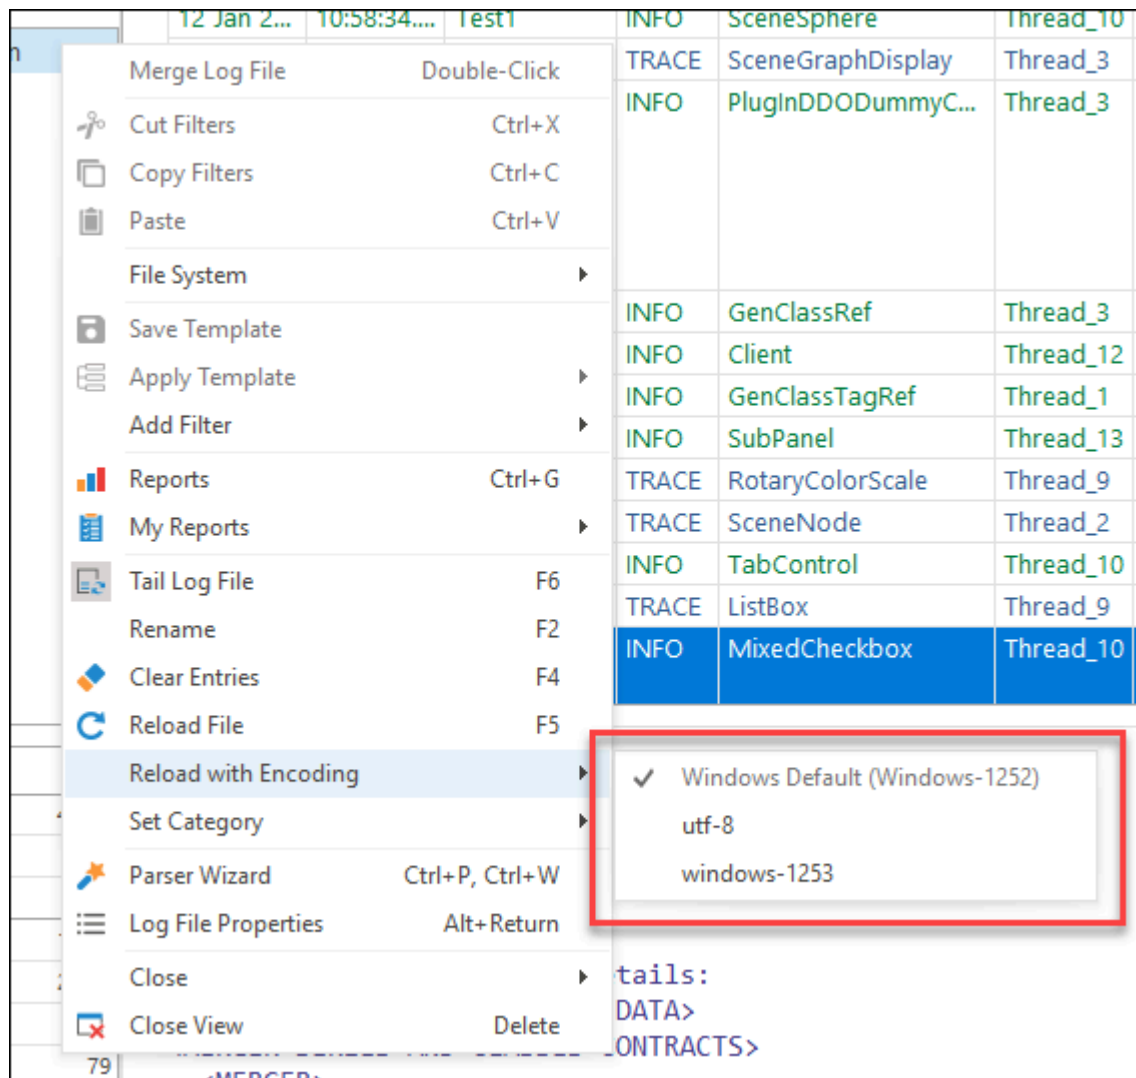 12 Jan 2... 10:58:34.... Test1 INFO SceneSphere Thread_10
TRACE SceneGraphDisplay Thread_3
INFO PlugInDDODummyC... Thread_3
INFO GenClassRef Thread_3
INFO Client Thread_12
INFO GenClassTagRef Thread_1
INFO SubPanel Thread_13
TRACE RotaryColorScale Thread_9
TRACE SceneNode Thread_2
INFO TabControl Thread_10
TRACE ListBox Thread_9
INFO MixedCheckbox Thread_10
Merge Log File Double-Click
Cut Filters Ctrl+X
Copy Filters Ctrl+C
Paste Ctrl+V
File System
Save Template
Apply Template
Add Filter
Reports Ctrl+G
My Reports
Tail Log File F6
Rename F2
Clear Entries F4
Reload File F5
Reload with Encoding
Set Category
Parser Wizard Ctrl+P, Ctrl+W
Log File Properties Alt+Return
Close
Close View Delete
Windows Default (Windows-1252)
utf-8
windows-1253
tails:
DATA>
CONTRACTS>
79
<MERGER>